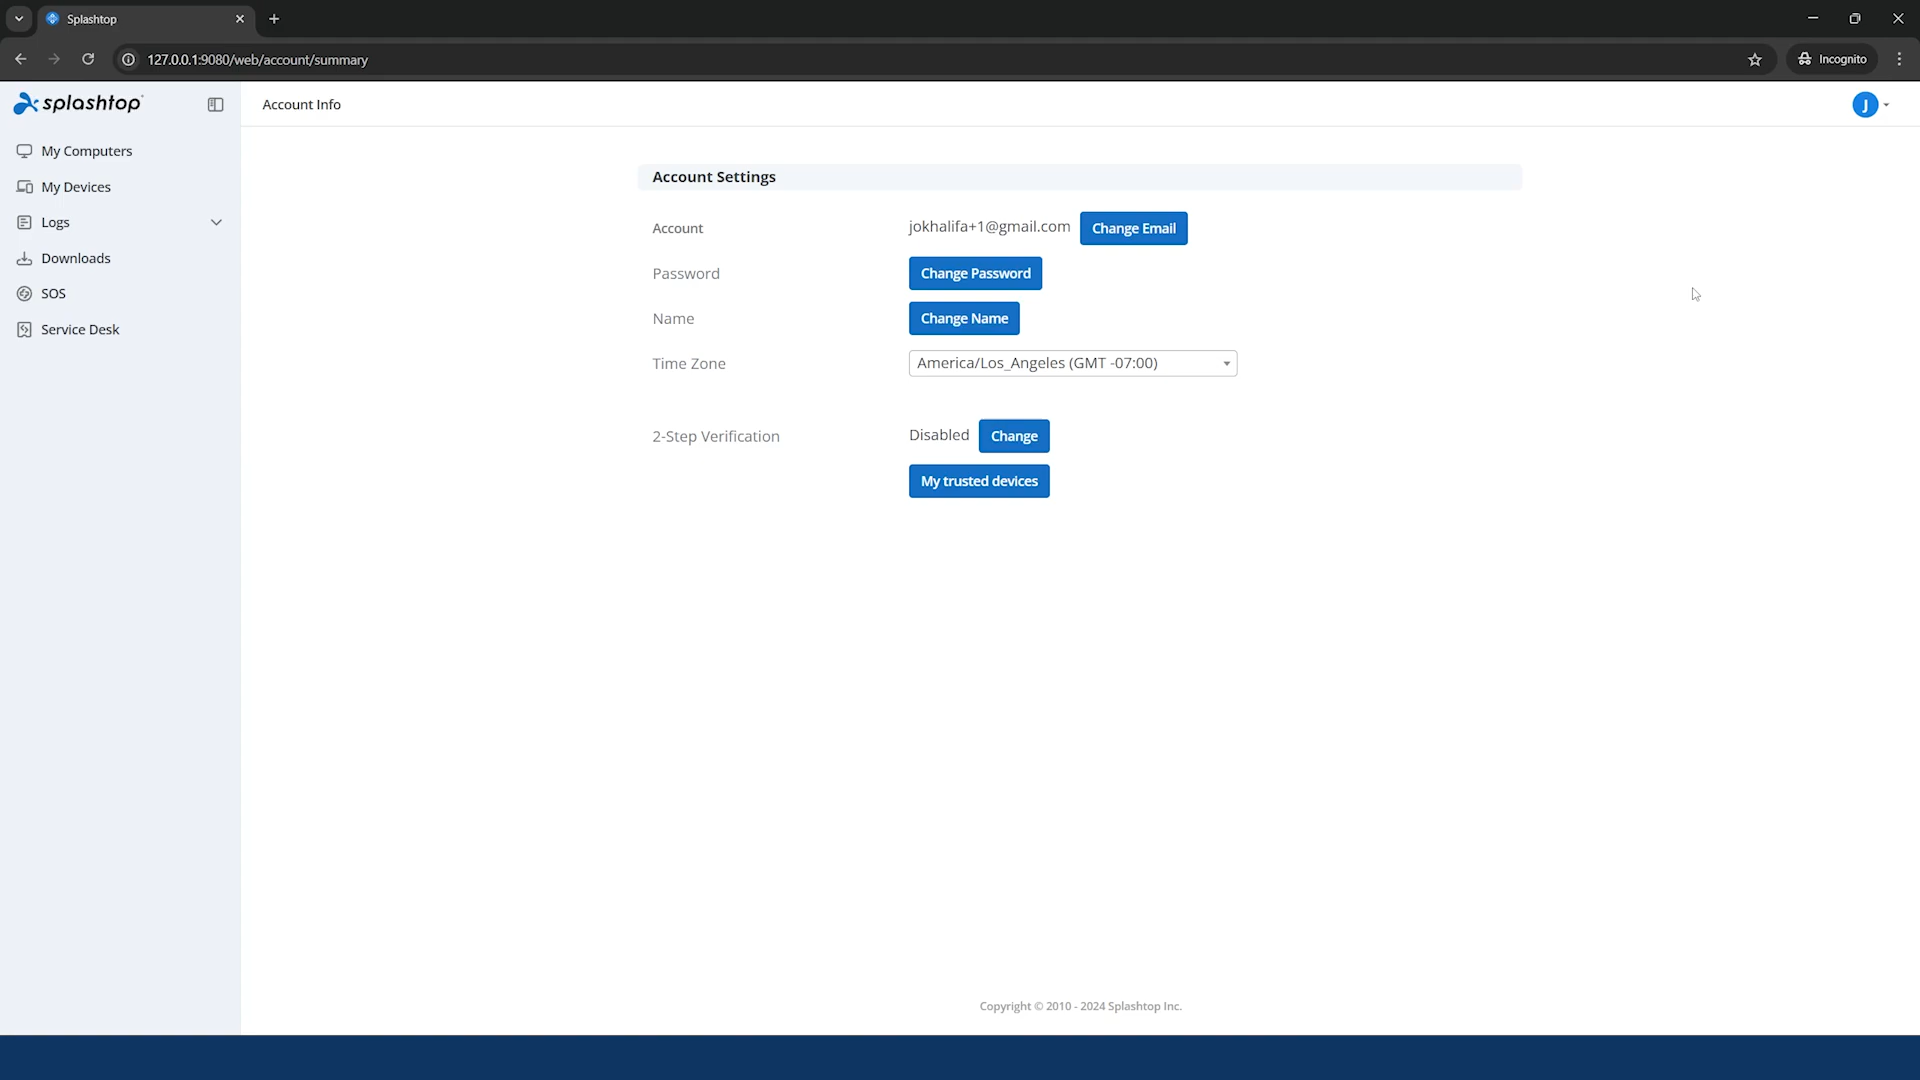 Splashtop
127.0.0.1:9080/web/account/summary
Incognito
splashtop
Account Info
J
My Computers
My Devices
Logs
Downloads
SOS
Service Desk
Account Settings
Account jokhalifa+1@gmail.com Change Email
Password Change Password
Name Change Name
Time Zone America/Los_Angeles (GMT -07:00)
2-Step Verification Disabled Change
My trusted devices
Copyright © 2010 - 2024 Splashtop Inc.